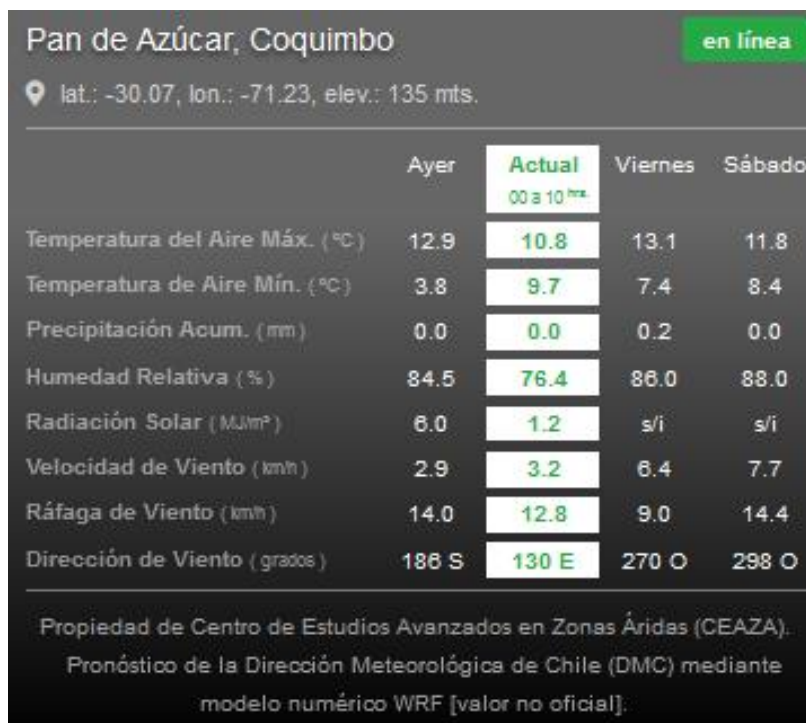 Pan de Azúcar, Coquimbo en línea
lat.: -30.07, lon.: -71.23, elev.: 135 mts.
Ayer Actual Viernes Sábado
00 a 10 hrs.
Temperatura del Aire Máx. (°C) 12.9 10.8 13.1 11.8
Temperatura de Aire Mín. (°C) 3.8 9.7 7.4 8.4
Precipitación Acum. (mm) 0.0 0.0 0.2 0.0
Humedad Relativa (%) 84.5 76.4 86.0 88.0
Radiación Solar (MJ/m²) 6.0 1.2 s/i s/i
Velocidad de Viento (km/h) 2.9 3.2 6.4 7.7
Ráfaga de Viento (km/h) 14.0 12.8 9.0 14.4
Dirección de Viento (grados) 186 S 130 E 270 O 298 O
Propiedad de Centro de Estudios Avanzados en Zonas Áridas (CEAZA).
Pronóstico de la Dirección Meteorológica de Chile (DMC) mediante
modelo numérico WRF [valor no oficial].